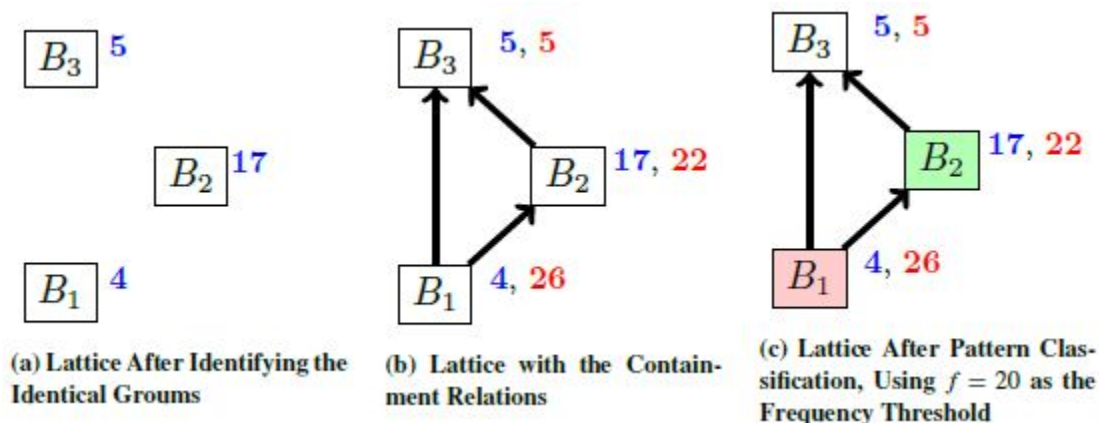 B₃ 5
B₂ 17
B₁ 4
(a) Lattice After Identifying the
Identical Groums
B₃ 5, 5
B₂ 17, 22
B₁ 4, 26
(b) Lattice with the Contain-
ment Relations
B₃ 5, 5
B₂ 17, 22
B₁ 4, 26
(c) Lattice After Pattern Clas-
sification, Using f = 20 as the
Frequency Threshold